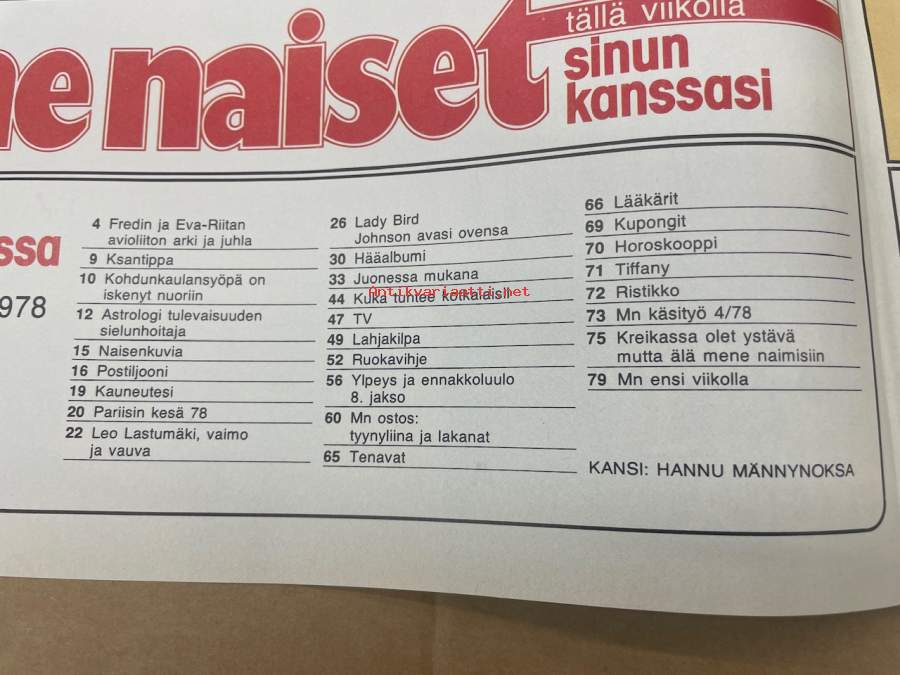 ne naiset
tällä viikolla
sinun
kanssasi
ssa
978
4 Fredin ja Eva-Riitan
avioliiton arki ja juhla
9 Ksantippa
10 Kohdunkaulansyöpä on
iskenyt nuoriin
12 Astrologi tulevaisuuden
sielunhoitaja
15 Naisenkuvia
16 Postiljooni
19 Kauneutesi
20 Pariisin kesä 78
22 Leo Lastumäki, vaimo
ja vauva
26 Lady Bird
Johnson avasi ovensa
30 Hääalbumi
33 Juonessa mukana
44 Kuka tuntee kotkalaisii
Antikvariaatti.net
47 TV
49 Lahjakilpa
52 Ruokavihje
56 Ylpeys ja ennakkoluulo
8. jakso
60 Mn ostos:
tyynyliina ja lakanat
65 Tenavat
66 Lääkärit
69 Kupongit
70 Horoskooppi
71 Tiffany
72 Ristikko
73 Mn käsityö 4/78
75 Kreikassa olet ystävä
mutta älä mene naimisiin
79 Mn ensi viikolla
KANSI: HANNU MÄNNYNOKSA